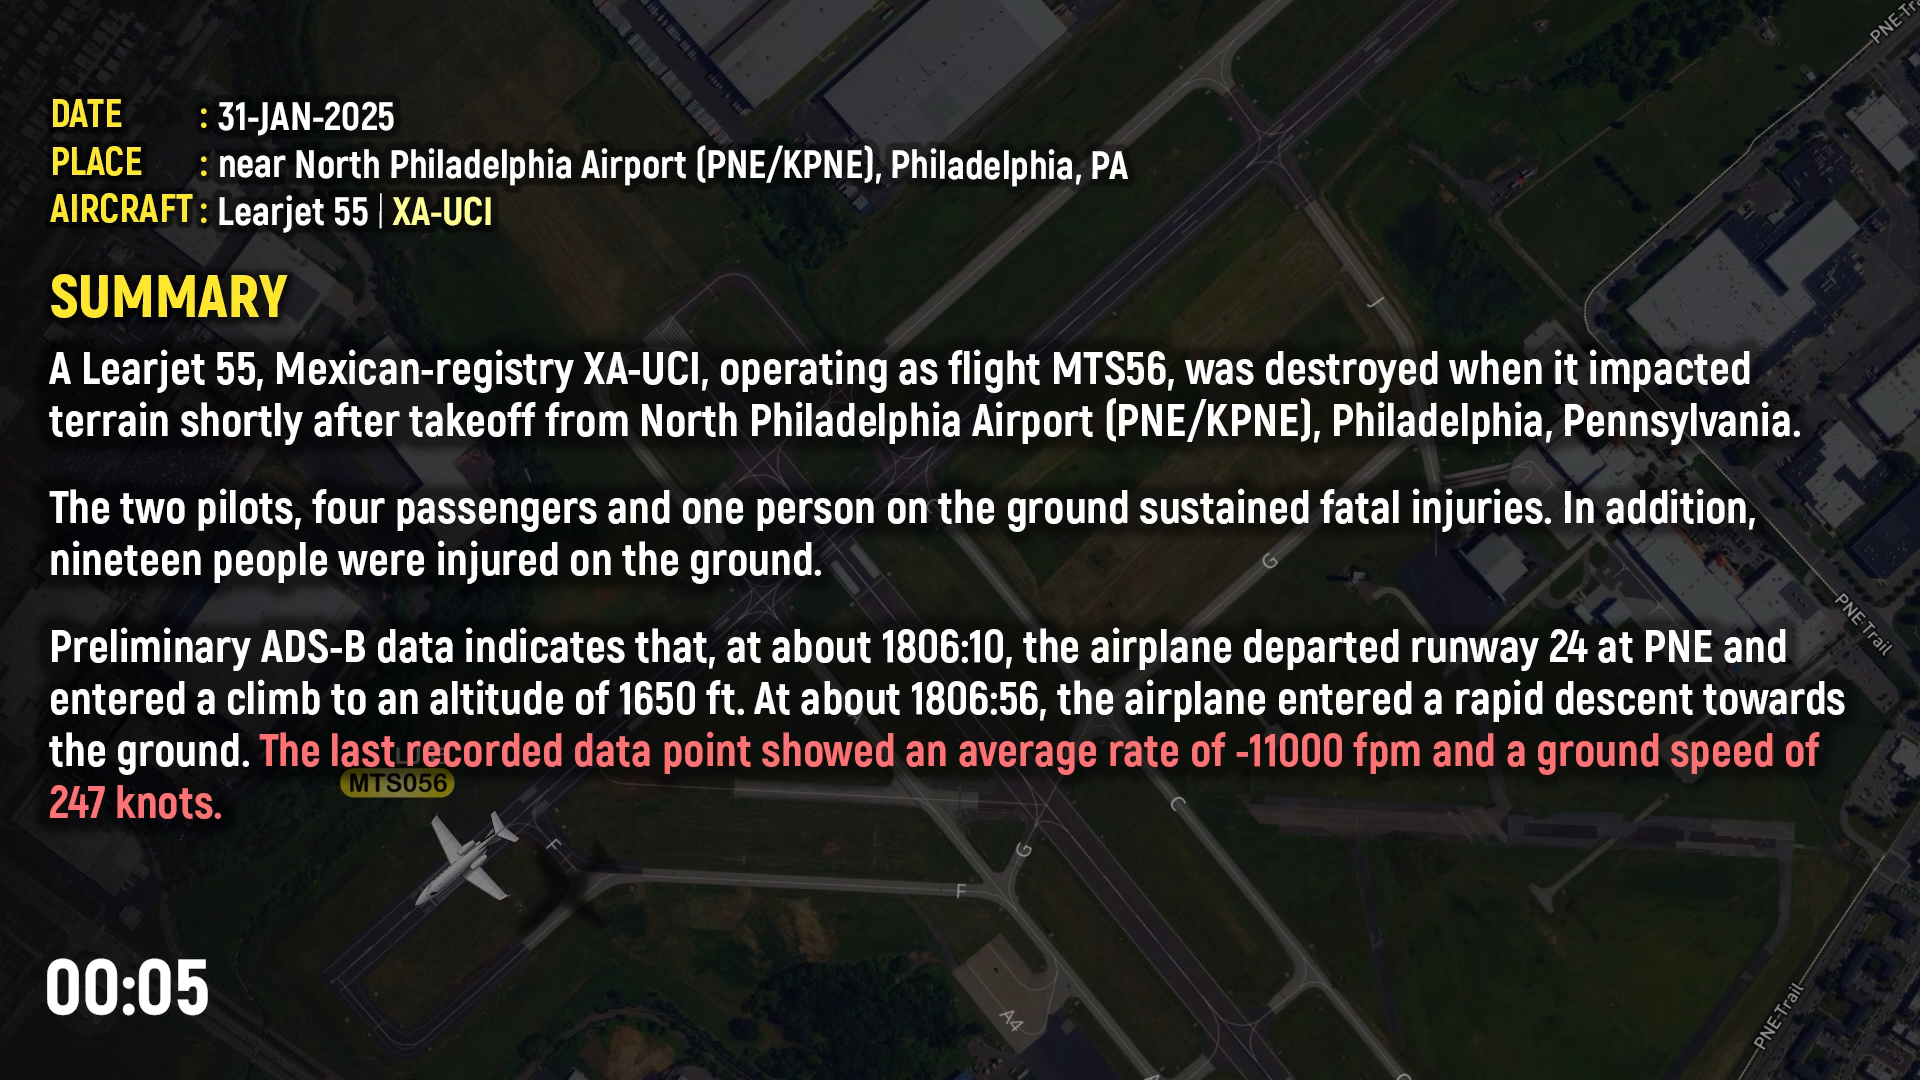 DATE : 31-JAN-2025
PLACE : near North Philadelphia Airport (PNE/KPNE), Philadelphia, PA
AIRCRAFT : Learjet 55 | XA-UCI
SUMMARY
A Learjet 55, Mexican-registry XA-UCI, operating as flight MTS56, was destroyed when it impacted
terrain shortly after takeoff from North Philadelphia Airport (PNE/KPNE), Philadelphia, Pennsylvania.
The two pilots, four passengers and one person on the ground sustained fatal injuries. In addition,
nineteen people were injured on the ground.
Preliminary ADS-B data indicates that, at about 1806:10, the airplane departed runway 24 at PNE and
entered a climb to an altitude of 1650 ft. At about 1806:56, the airplane entered a rapid descent towards
the ground. The last recorded data point showed an average rate of -11000 fpm and a ground speed of
247 knots.
MTS056
00:05
J
G
C
F
G
F
A4
PNE Trail
PNE Trail